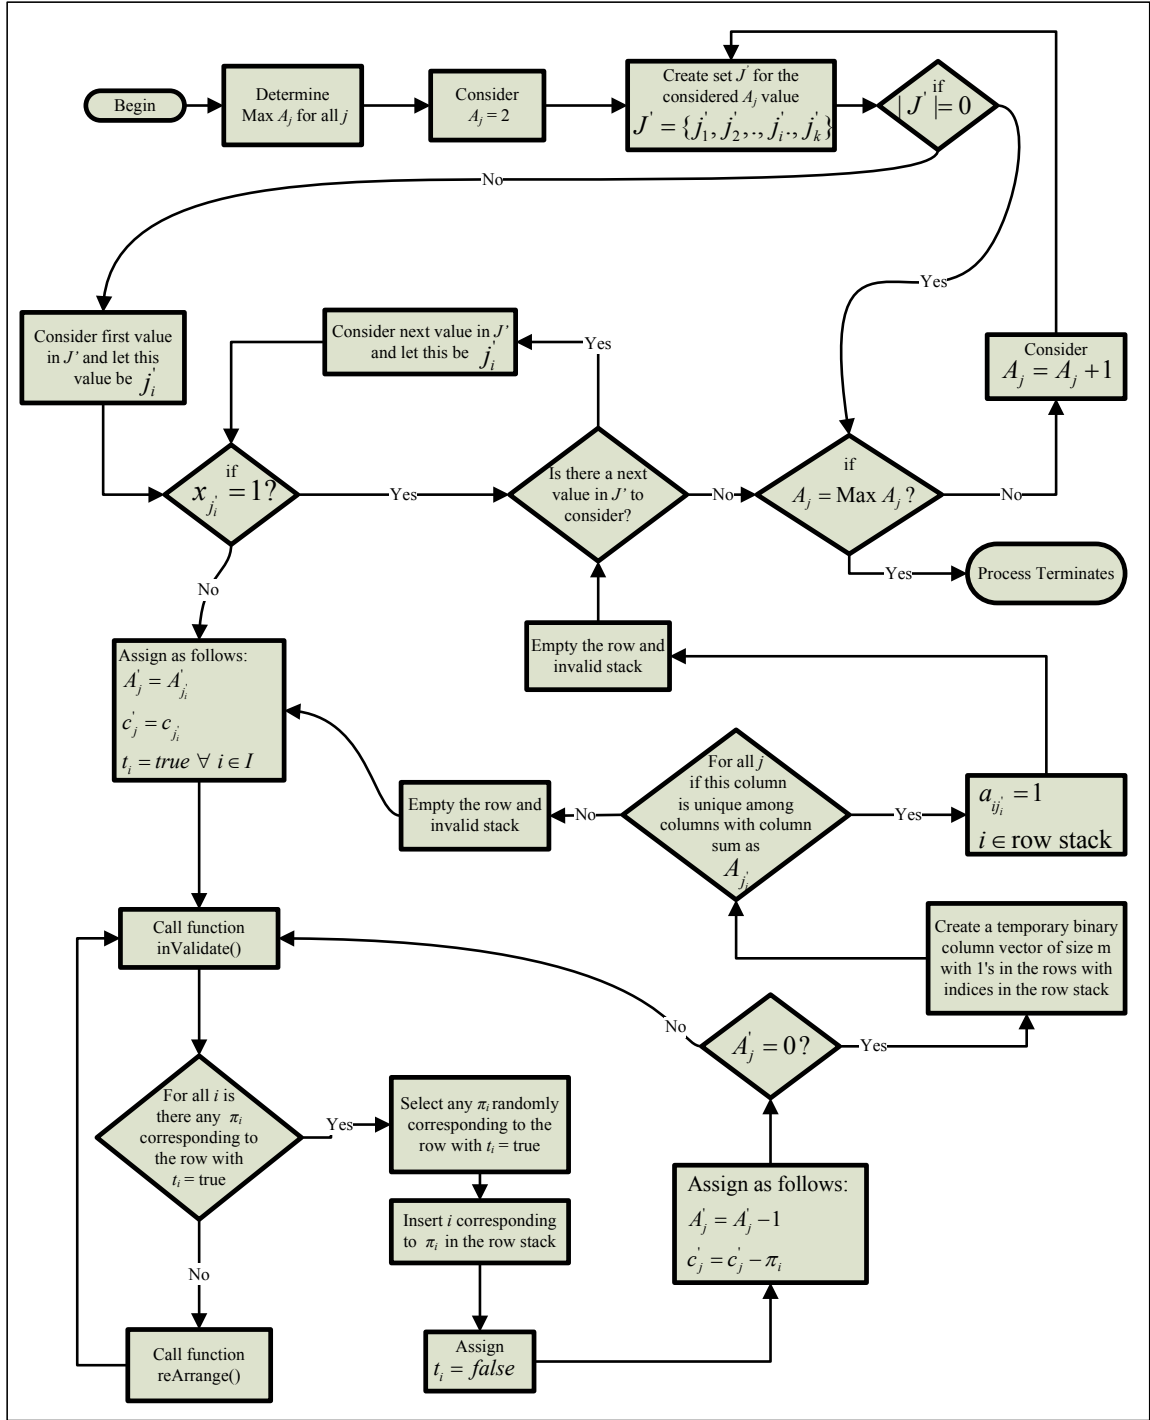 Begin
Determine
Max A_j for all j
Consider
A_j = 2
Create set J' for the
considered A_j value
J' = {j'_1, j'_2, ., j'_i ., j'_k}
if
|J'|=0
No
Yes
Consider first value
in J' and let this
value be j'_i
Consider next value in J'
and let this be j'_i
Yes
Consider
A_j = A_j +1
if
x_{j'_i} = 1?
Yes
Is there a next
value in J' to
consider?
No
if
A_j = Max A_j ?
No
Yes
Process Terminates
No
Empty the row and
invalid stack
Assign as follows:
A'_j = A'_{j'_i}
c'_j = c_{j'_i}
t_i = true ∀ i ∈ I
Empty the row and
invalid stack
No
For all j
if this column
is unique among
columns with column
sum as
A_{j'_i}
Yes
a_{ij'_i} = 1
i ∈ row stack
Call function
inValidate()
Create a temporary binary
column vector of size m
with 1's in the rows with
indices in the row stack
No
A'_j = 0?
Yes
For all i is
there any π_i
corresponding to
the row with
t_i = true
Yes
Select any π_i randomly
corresponding to the
row with t_i = true
Insert i corresponding
to π_i in the row stack
Assign as follows:
A'_j = A'_j −1
c'_j = c'_j − π_i
No
Call function
reArrange()
Assign
t_i = false